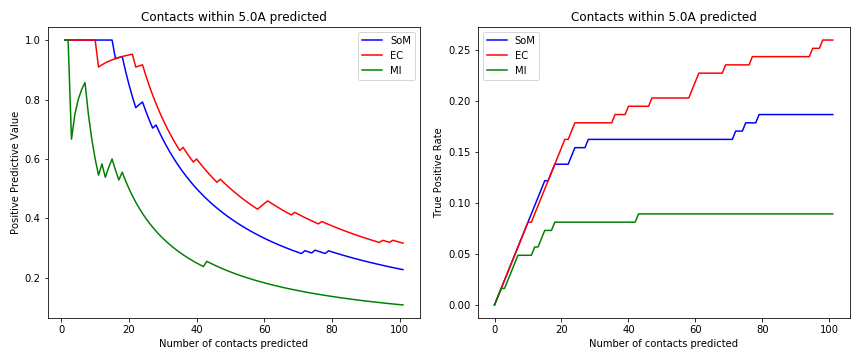 Contacts within 5.0A predicted
Positive Predictive Value
1.0
0.8
0.6
0.4
0.2
SoM
EC
MI
0 20 40 60 80 100
Number of contacts predicted
Contacts within 5.0A predicted
True Positive Rate
0.25
0.20
0.15
0.10
0.05
0.00
SoM
EC
MI
0 20 40 60 80 100
Number of contacts predicted